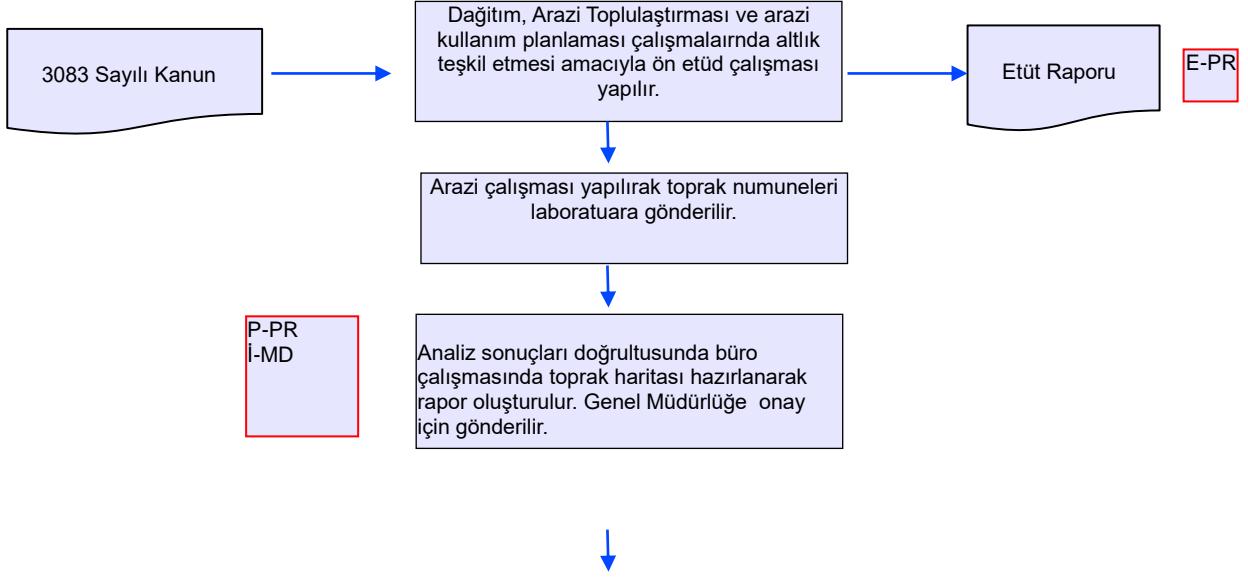 3083 Sayılı Kanun
Dağitım, Arazi Toplulaştırması ve arazi
kullanım planlaması çalışmalaırnda altlık
teşkil etmesi amacıyla ön etüd çalışması
yapılır.
Etüt Raporu
E-PR
Arazi çalışması yapılırak toprak numuneleri
laboratuara gönderilir.
P-PR
İ-MD
Analiz sonuçları doğrultusunda büro
çalışmasında toprak haritası hazırlanarak
rapor oluşturulur. Genel Müdürlüğe  onay
için gönderilir.